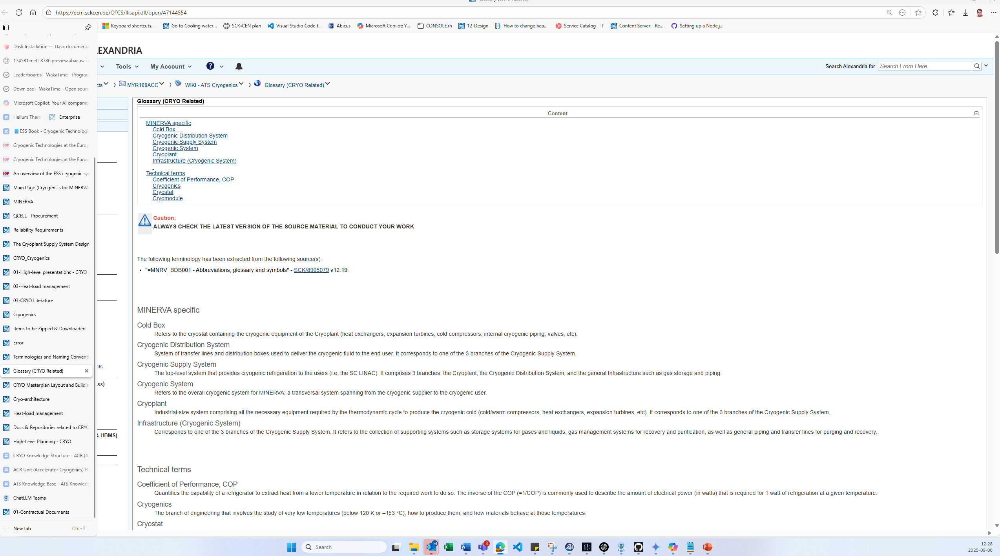 https://ecm.sckcen.be/OTCS/llisapi.dll/open/47144554
Keyboard shortcuts...
Go to Cooling water...
SCK•CEN plan
Visual Studio Code t...
Abicus
Microsoft Copilot: Y...
CONSOLE.rh
12-Design
How to change hea...
Service Catalog - IT
Content Server - Re...
Setting up a Node.j...
Dask Installation — Dask documenta
174581eee0-8786.preview.abacusai.a
Leaderboards - WakaTime - Program
Download - WakaTime - Open sourc
Microsoft Copilot: Your AI companio
Helium Therm
Enterprise
ESS Book - Cryogenic Technologi
Cryogenic Technologies at the Europ
Cryogenic Technologies at the Europ
An overview of the ESS cryogenic sys
Main Page (Cryogenics for MINERVA
MINERVA
QCELL - Procurement
Reliability Requirements
The Cryoplant Supply System Design
CRYO_Cryogenics
01-High-level presentations - CRYO
03-Heat-load management
03-CRYO Literature
Cryogenics
Items to be Zipped & Downloaded
Error
Terminologies and Naming Conventi
Glossary (CRYO Related)
CRYO Masterplan Layout and Buildin
Cryo-architecture
Heat-load management
Docs & Repositories related to CRYO
High-Level Planning - CRYO
CRYO Knowledge Structure - ACR (A
ACR Unit (Accelerator Cryogenics) H
ATS Knowledge Base - ATS Knowledg
ChatLLM Teams
01-Contractual Documents
New tab
Ctrl+T
EXANDRIA
Tools
My Account
?
Search Alexandria for
Search From Here
cts › MYR100ACC › WIKI - ATS Cryogenics › Glossary (CRYO Related)
nts
xx)
& UBMS)
Glossary (CRYO Related)
Content
MINERVA specific
Cold Box
Cryogenic Distribution System
Cryogenic Supply System
Cryogenic System
Cryoplant
Infrastructure (Cryogenic System)
Technical terms
Coefficient of Performance, COP
Cryogenics
Cryostat
Cryomodule
Caution:
ALWAYS CHECK THE LATEST VERSION OF THE SOURCE MATERIAL TO CONDUCT YOUR WORK
The following terminology has been extracted from the following source(s):
• "=MNRV_BDB001 - Abbreviations, glossary and symbols" - SCK/8905079 v12.19.
MINERVA specific
Cold Box
Refers to the cryostat containing the cryogenic equipment of the Cryoplant (heat exchangers, expansion turbines, cold compressors, internal cryogenic piping, valves, etc).
Cryogenic Distribution System
System of transfer lines and distribution boxes used to deliver the cryogenic fluid to the end user. It corresponds to one of the 3 branches of the Cryogenic Supply System.
Cryogenic Supply System
The top-level system that provides cryogenic refrigeration to the users (i.e. the SC LINAC). It comprises 3 branches: the Cryoplant, the Cryogenic Distribution System, and the general Infrastructure such as gas storage and piping.
Cryogenic System
Refers to the overall cryogenic system for MINERVA; a transversal system spanning from the cryogenic supplier to the cryogenic user.
Cryoplant
Industrial-size system comprising all the necessary equipment required by the thermodynamic cycle to produce the cryogenic cold (cold/warm compressors, heat exchangers, expansion turbines, etc). It corresponds to one of the 3 branches of the Cryogenic Supply System.
Infrastructure (Cryogenic System)
Corresponds to one of the 3 branches of the Cryogenic Supply System. It refers to the collection of supporting systems such as storage systems for gases and liquids, gas management systems for recovery and purification, as well as general piping and transfer lines for purging and recovery.
Technical terms
Coefficient of Performance, COP
Quantifies the capability of a refrigerator to extract heat from a lower temperature in relation to the required work to do so. The inverse of the COP (=1/COP) is commonly used to describe the amount of electrical power (in watts) that is required for 1 watt of refrigeration at a given temperature.
Cryogenics
The branch of engineering that involves the study of very low temperatures (below 120 K or –153 °C), how to produce them, and how materials behave at those temperatures.
Cryostat
Search
3
12:28
2025-09-08